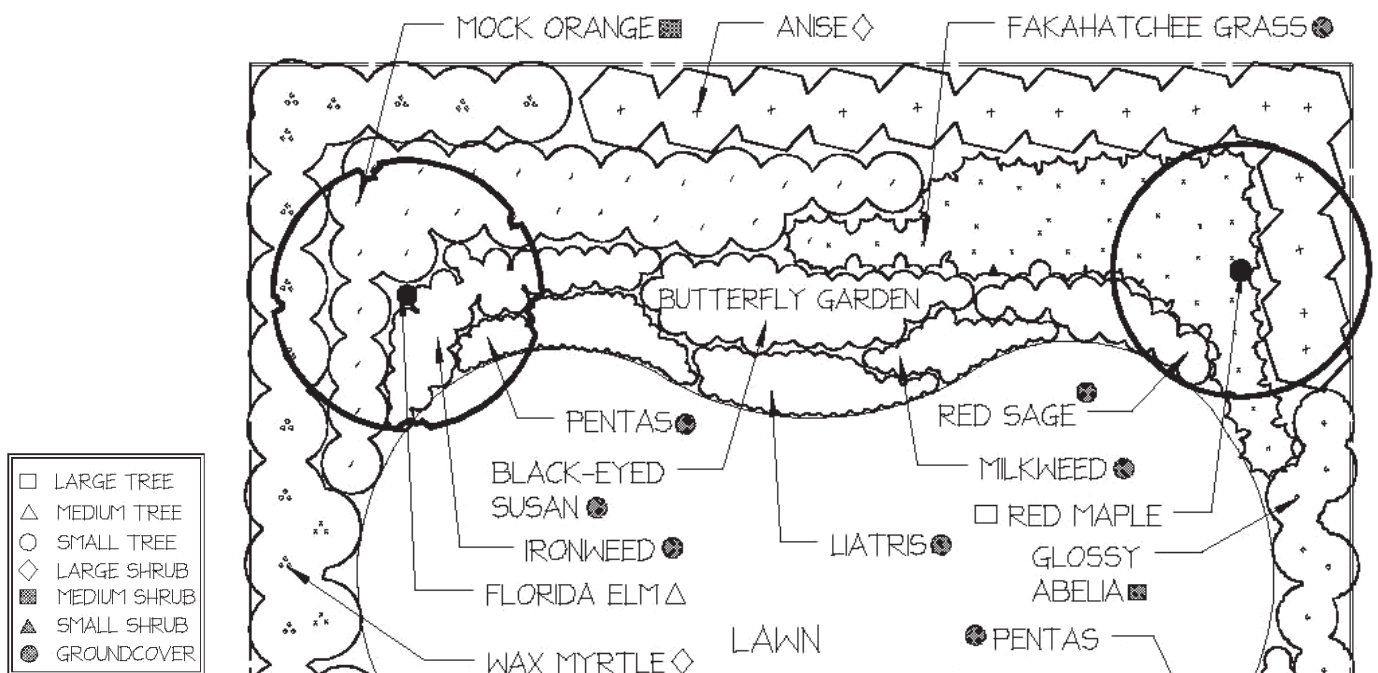 MOCK ORANGE
ANISE
FAKAHATCHEE GRASS
BUTTERFLY GARDEN
PENTAS
RED SAGE
BLACK-EYED
SUSAN
MILKWEED
RED MAPLE
IRONWEED
LIATRIS
GLOSSY
ABELIA
FLORIDA ELM
LAWN
PENTAS
WAX MYRTLE
LARGE TREE
MEDIUM TREE
SMALL TREE
LARGE SHRUB
MEDIUM SHRUB
SMALL SHRUB
GROUNDCOVER